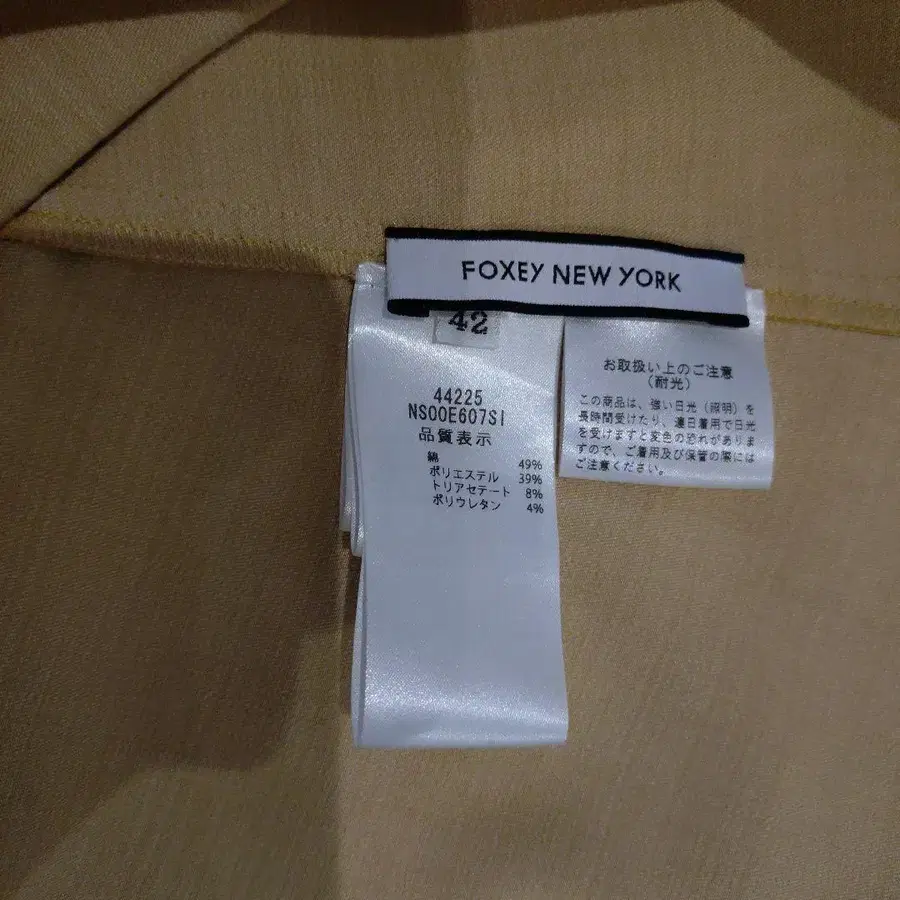 FOXEY NEW YORK
42
44225
NS00E607SI
品質表示
綿 49%
ポリエステル 39%
トリアセテート 8%
ポリウレタン 4%
お取扱い上のご注意
(耐光)
この商品は、強い日光（照明）を
長時間受けたり、連日着用で日光
を受けますと変色の恐れがありま
すので、ご着用及び保管の際には
ご注意ください。